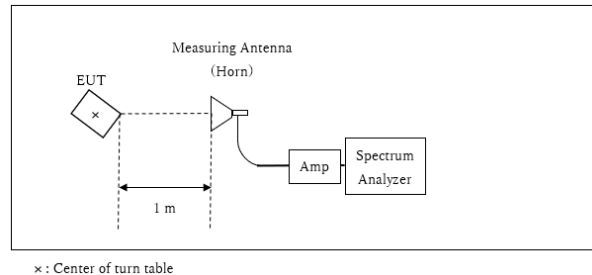 Measuring Antenna
(Horn)
EUT
×
Amp
Spectrum
Analyzer
1 m
× : Center of turn table